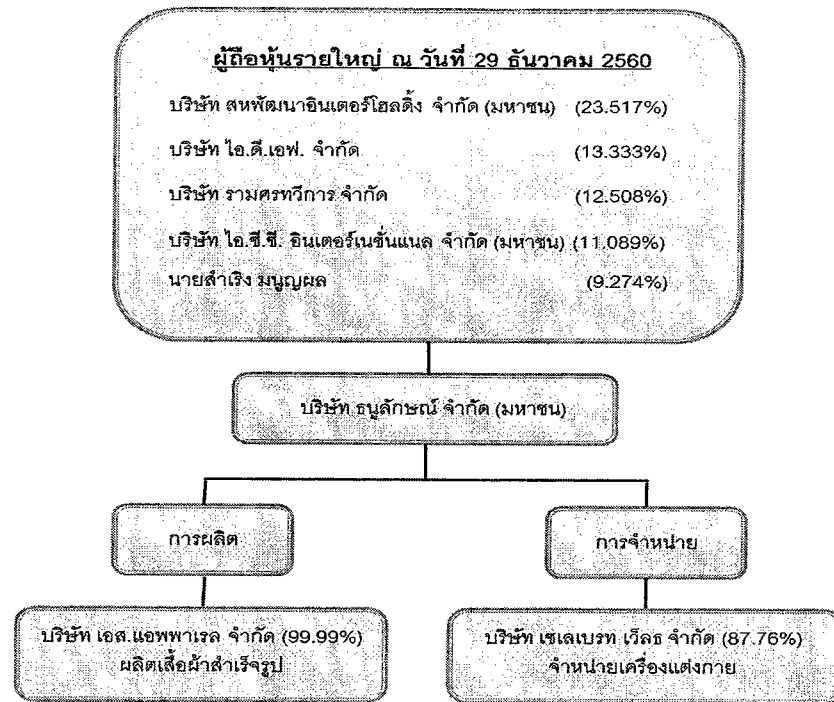 ผู้ถือหุ้นรายใหญ่ ณ วันที่ 29 ธันวาคม 2560
บริษัท สหพัฒนาอินเตอร์โฮลดิ้ง จำกัด (มหาชน) (23.517%)
บริษัท ไอ.ดี.เอฟ. จำกัด (13.333%)
บริษัท รามศรทวีการ จำกัด (12.508%)
บริษัท ไอ.ซี.ซี. อินเตอร์เนชั่นแนล จำกัด (มหาชน) (11.089%)
นายสำเริง มนูญผล (9.274%)
บริษัท ธนูลักษณ์ จำกัด (มหาชน)
การผลิต
การจำหน่าย
บริษัท เอส.แอพพาเรล จำกัด (99.99%)
ผลิตเสื้อผ้าสำเร็จรูป
บริษัท เซเลเบรท เว็ลธ จำกัด (87.76%)
จำหน่ายเครื่องแต่งกาย